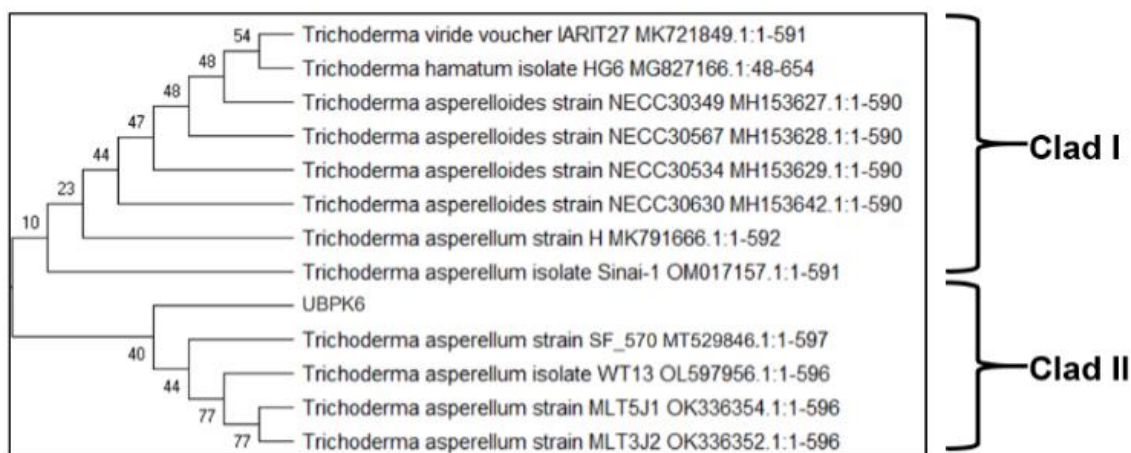 54
Trichoderma viride voucher IARIT27 MK721849.1:1-591
48
Trichoderma hamatum isolate HG6 MG827166.1:48-654
48
Trichoderma asperelloides strain NECC30349 MH153627.1:1-590
47
Trichoderma asperelloides strain NECC30567 MH153628.1:1-590
44
Trichoderma asperelloides strain NECC30534 MH153629.1:1-590
23
Trichoderma asperelloides strain NECC30630 MH153642.1:1-590
10
Trichoderma asperellum strain H MK791666.1:1-592
Trichoderma asperellum isolate Sinai-1 OM017157.1:1-591
Clad I
UBPK6
40
Trichoderma asperellum strain SF_570 MT529846.1:1-597
44
Trichoderma asperellum isolate WT13 OL597956.1:1-596
77
Trichoderma asperellum strain MLT5J1 OK336354.1:1-596
77
Trichoderma asperellum strain MLT3J2 OK336352.1:1-596
Clad II